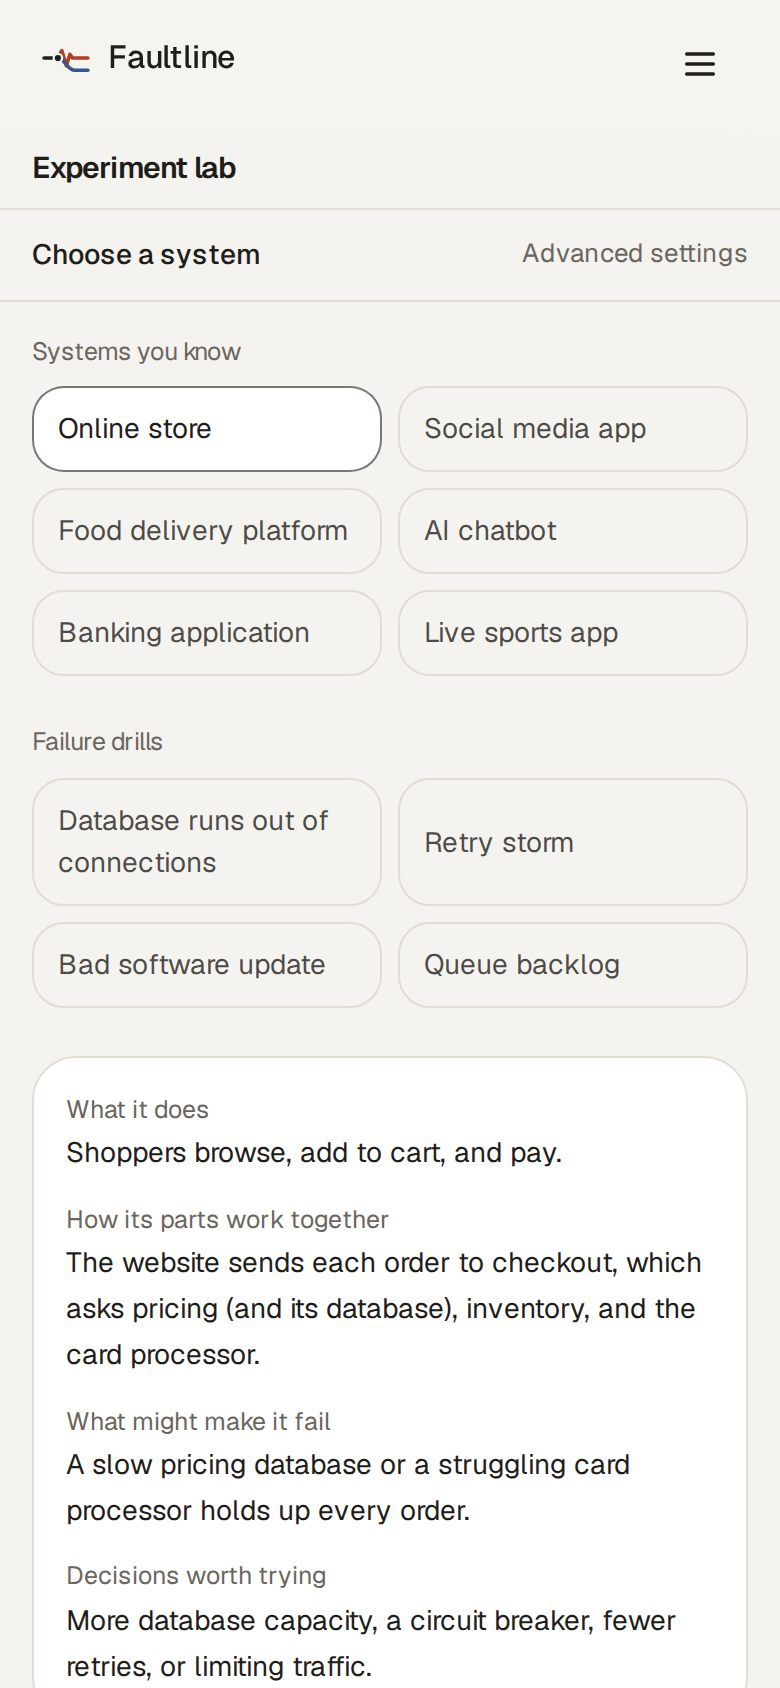 Faultline
Experiment lab
Choose a system
Advanced settings
Systems you know
Online store
Social media app
Food delivery platform
AI chatbot
Banking application
Live sports app
Failure drills
Database runs out of
connections
Retry storm
Bad software update
Queue backlog
What it does
Shoppers browse, add to cart, and pay.
How its parts work together
The website sends each order to checkout, which
asks pricing (and its database), inventory, and the
card processor.
What might make it fail
A slow pricing database or a struggling card
processor holds up every order.
Decisions worth trying
More database capacity, a circuit breaker, fewer
retries, or limiting traffic.